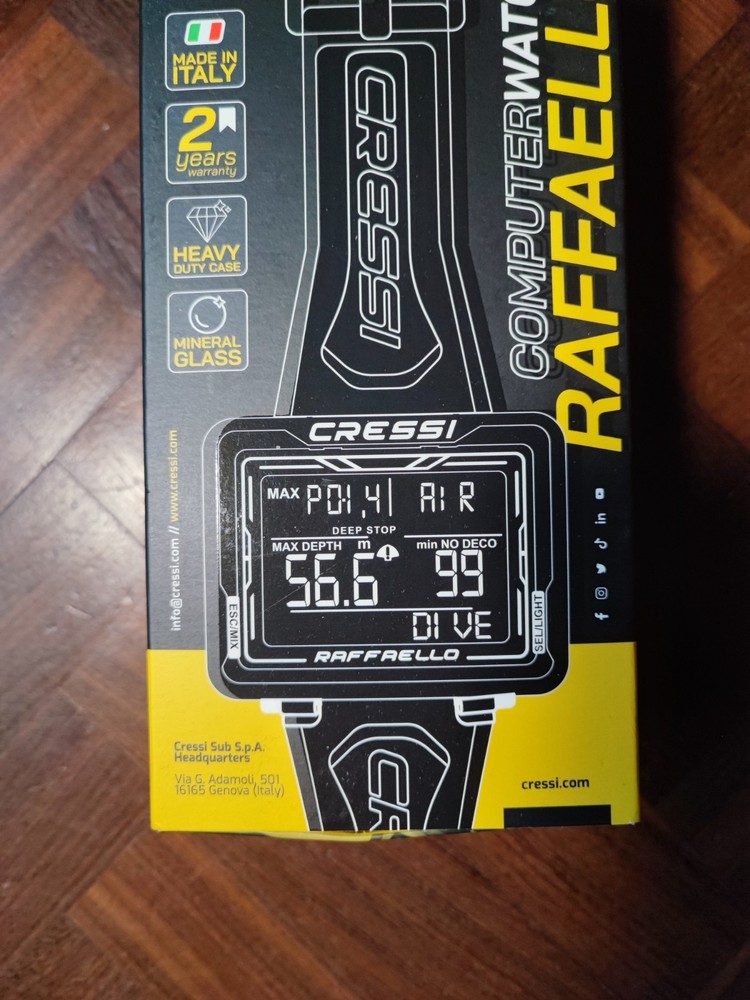 MADE IN
ITALY
2
years
warranty
HEAVY
DUTY CASE
MINERAL
GLASS
CRESSI
COMPUTERWATC
RAFFAELL
info@cressi.com // www.cressi.com
CRESSI
MAX PO1,4 AIR
DEEP STOP
MAX DEPTH m min NO DECO
56.6 99
DIVE
ESC/MIX
SEL/LIGHT
RAFFAELLO
Cressi Sub S.p.A.
Headquarters
Via G. Adamoli, 501
16165 Genova (Italy)
cressi.com
CR